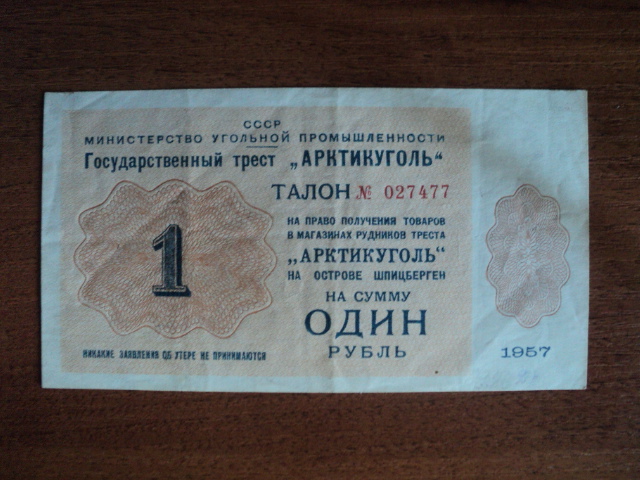 СССР
МИНИСТЕРСТВО УГОЛЬНОЙ ПРОМЫШЛЕННОСТИ
Государственный трест „АРКТИКУГОЛЬ“
ТАЛОН № 027477
НА ПРАВО ПОЛУЧЕНИЯ ТОВАРОВ
В МАГАЗИНАХ РУДНИКОВ ТРЕСТА
„АРКТИКУГОЛЬ“
НА ОСТРОВЕ ШПИЦБЕРГЕН
НА СУММУ
ОДИН
РУБЛЬ
1
НИКАКИЕ ЗАЯВЛЕНИЯ ОБ УТЕРЕ НЕ ПРИНИМАЮТСЯ
1957